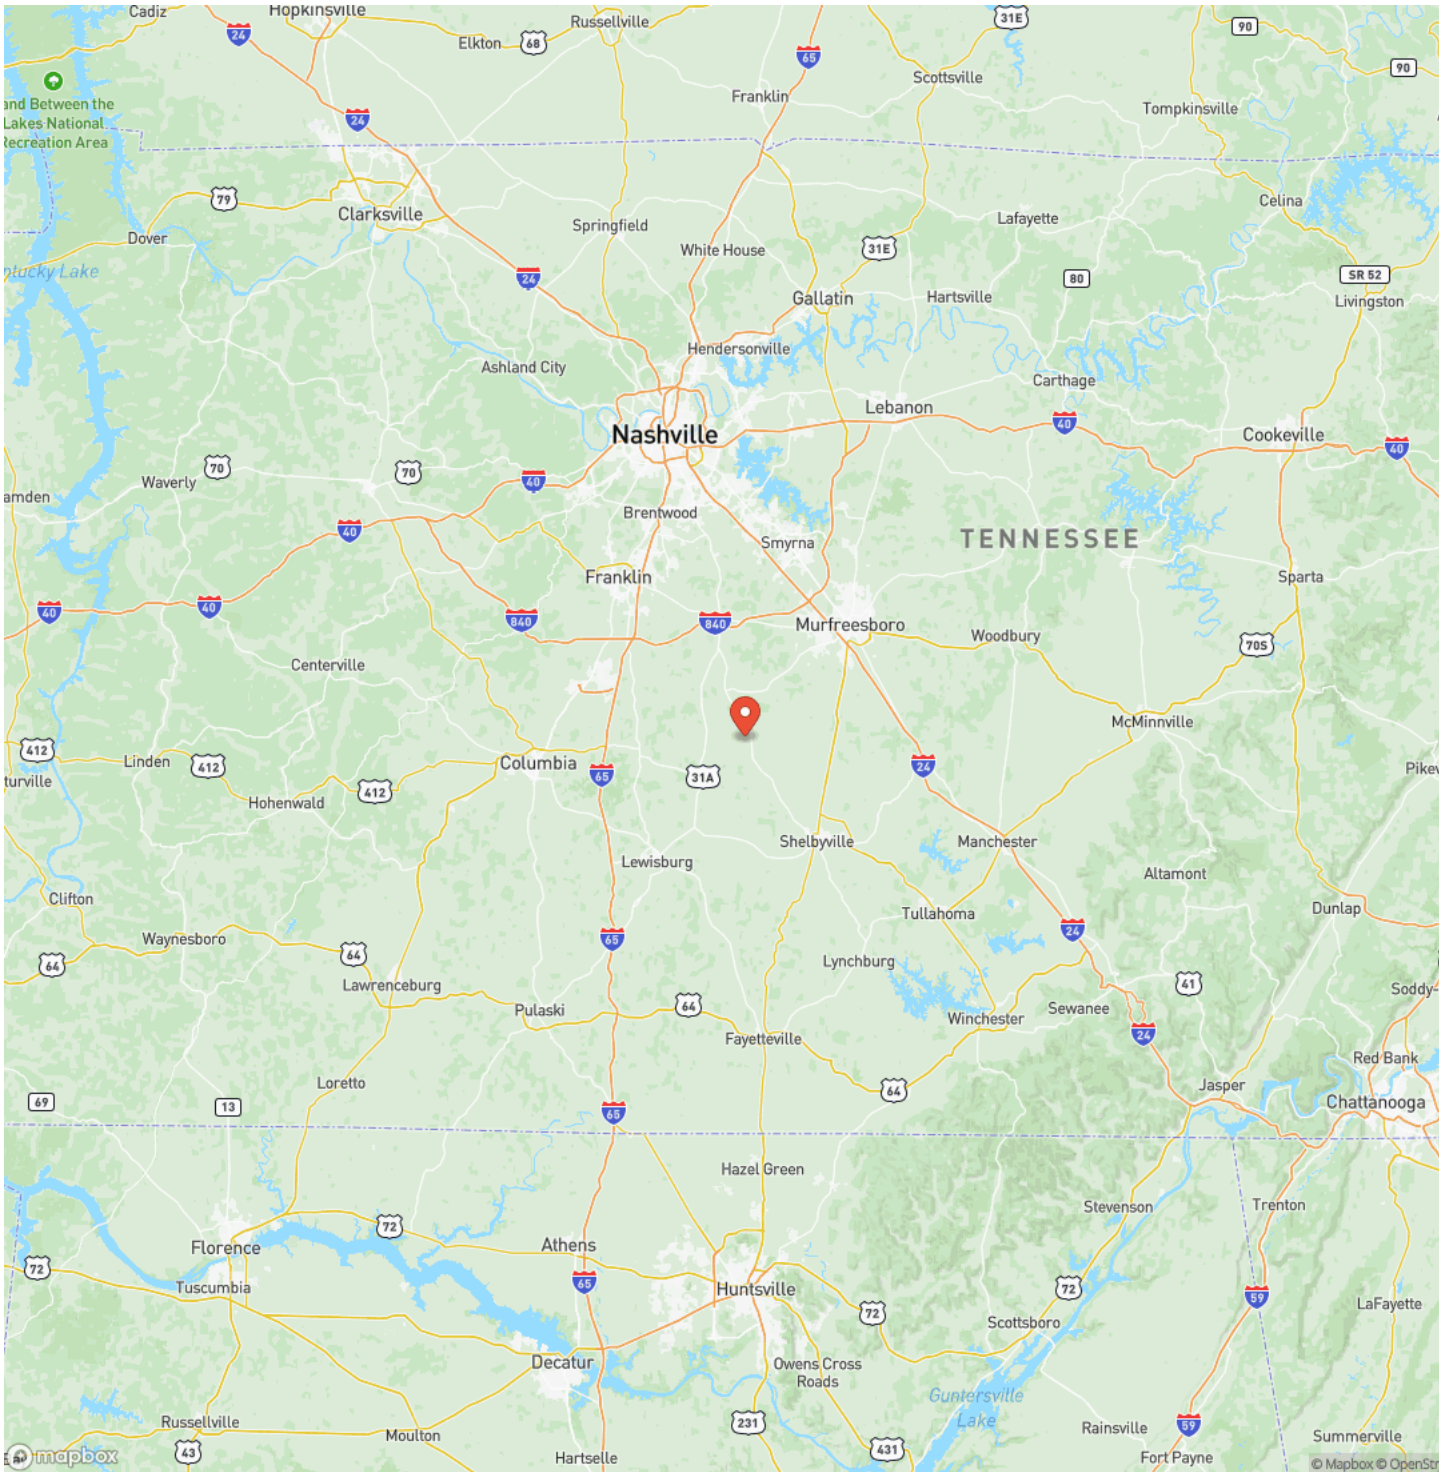 Cadiz
Hopkinsville
Russellville
31E
90
24
Elkton
68
65
Scottsville
90
and Between the
Lakes National
Recreation Area
Franklin
Tompkinsville
24
79
Clarksville
Springfield
Lafayette
Celina
Dover
White House
31E
ntucky Lake
24
80
SR 52
Gallatin
Hartsville
Livingston
Hendersonville
Ashland City
Carthage
Lebanon
40
Nashville
Cookeville
40
70
70
Waverly
40
amden
Brentwood
40
Smyrna
TENNESSEE
Franklin
Sparta
40
40
840
840
Murfreesboro
Woodbury
70S
Centerville
McMinnville
412
Linden
412
Columbia
65
31A
24
Pikev
turville
412
Hohenwald
Shelbyville
Manchester
Lewisburg
Altamont
Clifton
Tullahoma
Dunlap
Waynesboro
65
24
64
64
Lynchburg
Lawrenceburg
41
Soddy-
Pulaski
64
Sewanee
Winchester
24
Fayetteville
Red Bank
Loretto
Jasper
64
69
13
65
Chattanooga
Hazel Green
Stevenson
Trenton
72
Florence
Athens
72
65
Tuscumbia
Huntsville
72
59
72
LaFayette
Scottsboro
Decatur
Owens Cross
Roads
Guntersville
Lake
Russellville
231
59
Rainsville
Moulton
Summerville
43
431
mapbox
Hartselle
Fort Payne
© Mapbox © OpenStr